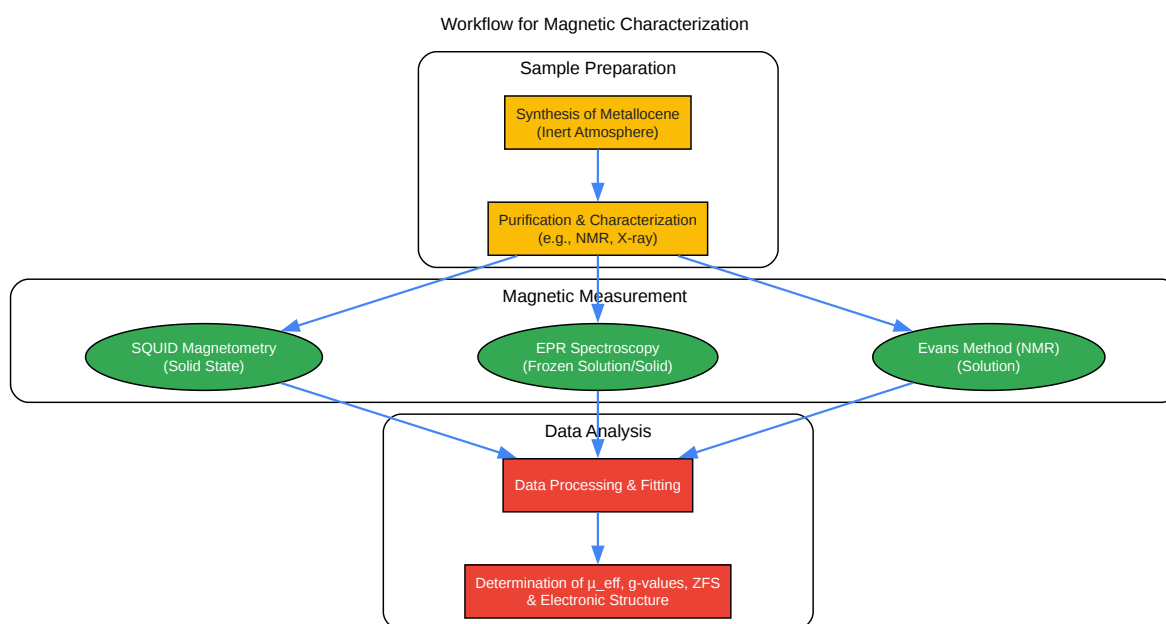 Workflow for Magnetic Characterization
Sample Preparation
Synthesis of Metallocene
(Inert Atmosphere)
Purification & Characterization
(e.g., NMR, X-ray)
Magnetic Measurement
SQUID Magnetometry
(Solid State)
EPR Spectroscopy
(Frozen Solution/Solid)
Evans Method (NMR)
(Solution)
Data Analysis
Data Processing & Fitting
Determination of µ_eff, g-values, ZFS
& Electronic Structure